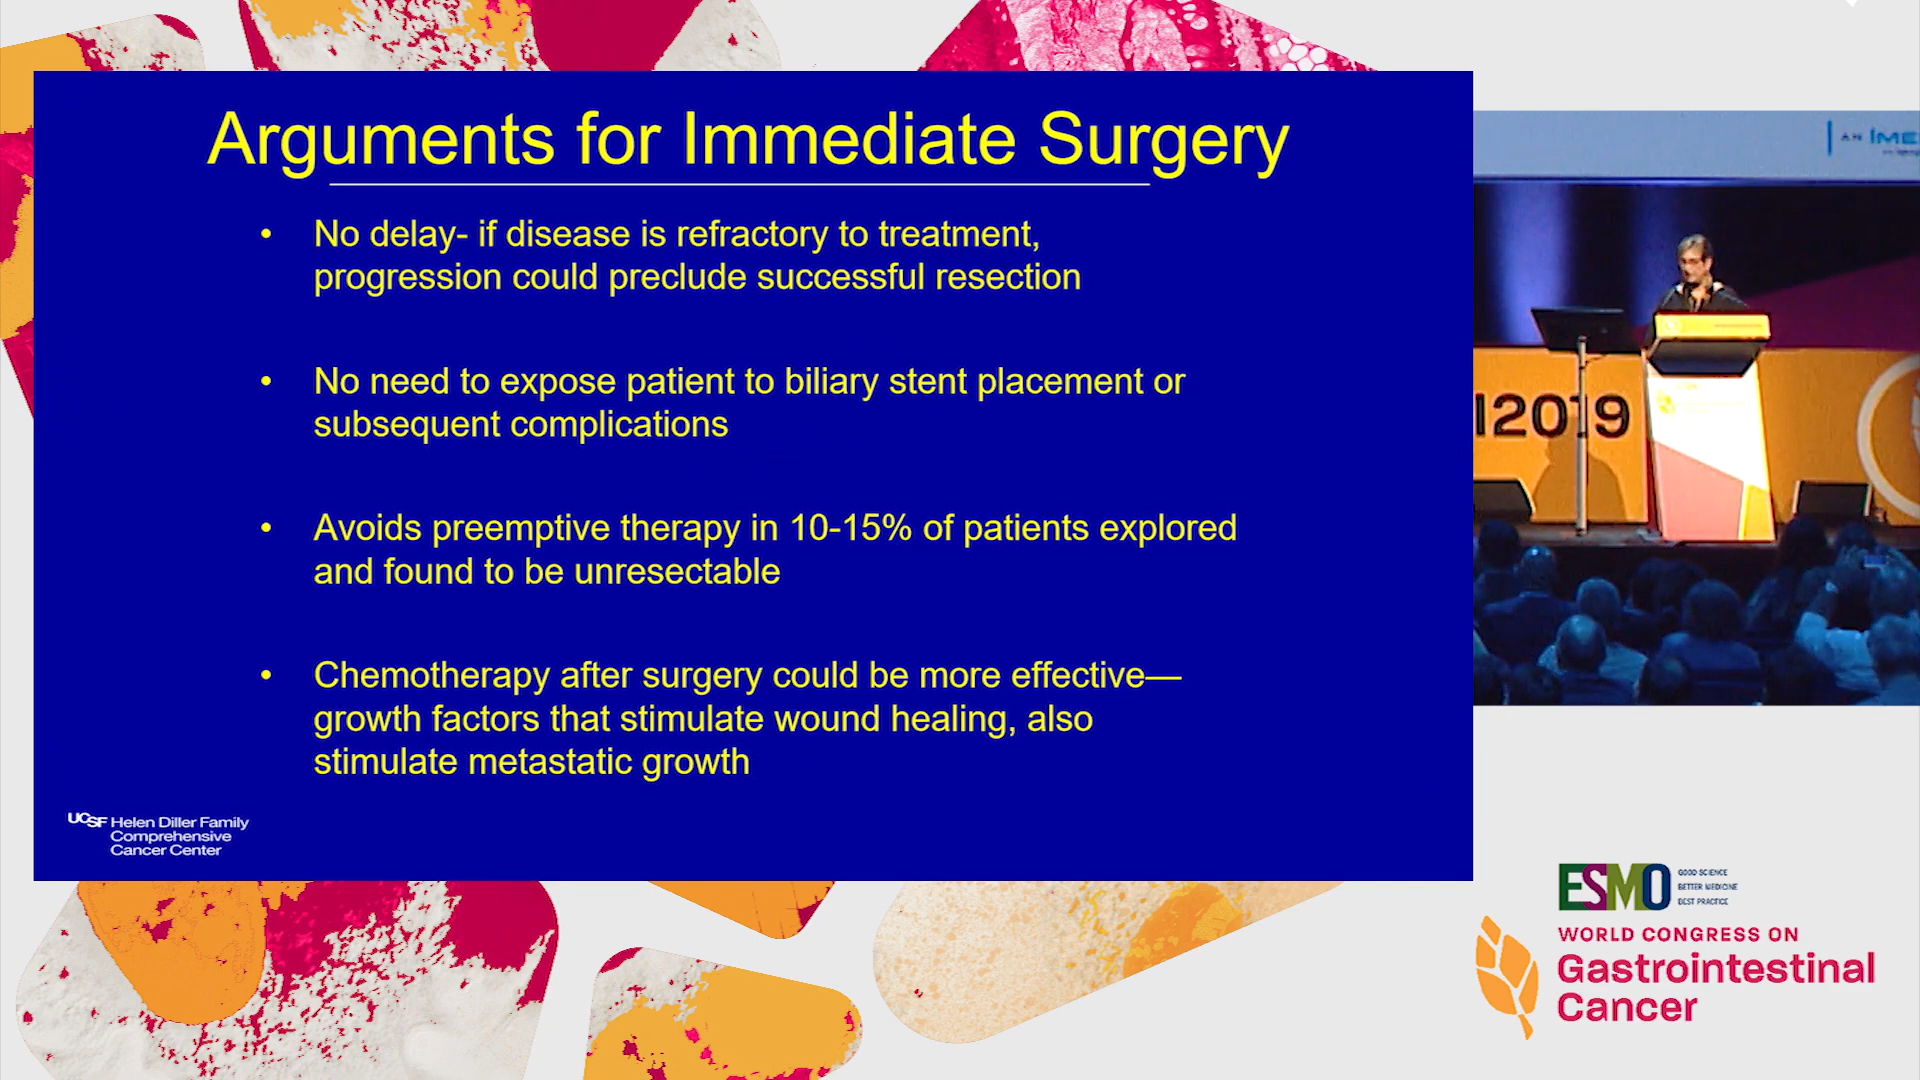 Arguments for Immediate Surgery
• No delay- if disease is refractory to treatment,
progression could preclude successful resection
• No need to expose patient to biliary stent placement or
subsequent complications
• Avoids preemptive therapy in 10-15% of patients explored
and found to be unresectable
• Chemotherapy after surgery could be more effective—
growth factors that stimulate wound healing, also
stimulate metastatic growth
UCSF Helen Diller Family
Comprehensive
Cancer Center
AN IME
I2019
ESMO
GOOD SCIENCE
BETTER MEDICINE
BEST PRACTICE
WORLD CONGRESS ON
Gastrointestinal
Cancer